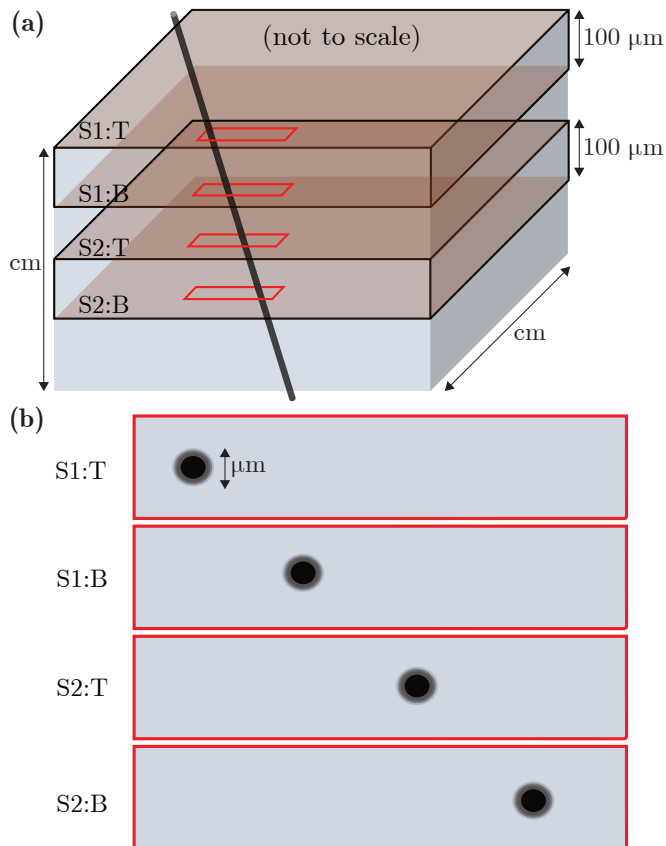 (a)
(not to scale)
100 μm
S1:T
100 μm
S1:B
S2:T
cm
S2:B
cm
(b)
S1:T
μm
S1:B
S2:T
S2:B